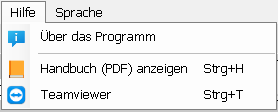 Hilfe Sprache
Über das Programm
Handbuch (PDF) anzeigen Strg+H
Teamviewer Strg+T